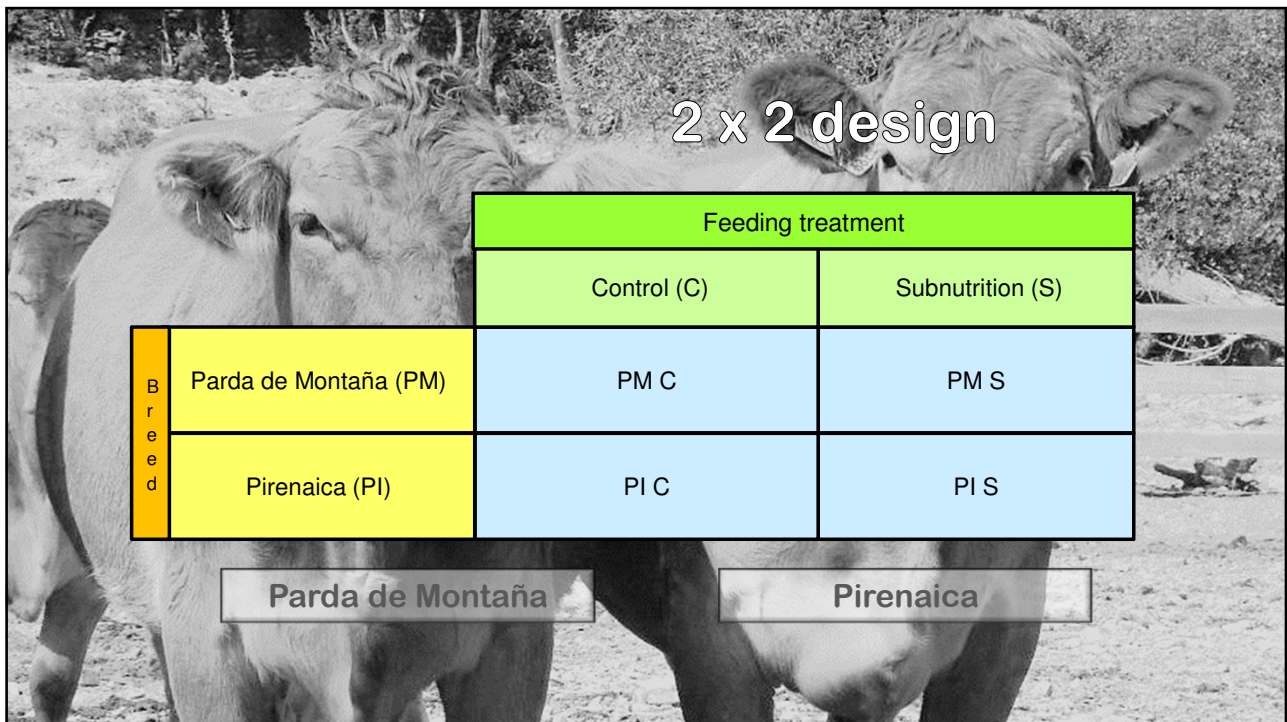 2 x 2 design
Feeding treatment
Control (C)
Subnutrition (S)
Breed
Parda de Montaña (PM)
PM C
PM S
Pirenaica (PI)
PI C
PI S
Parda de Montaña
Pirenaica